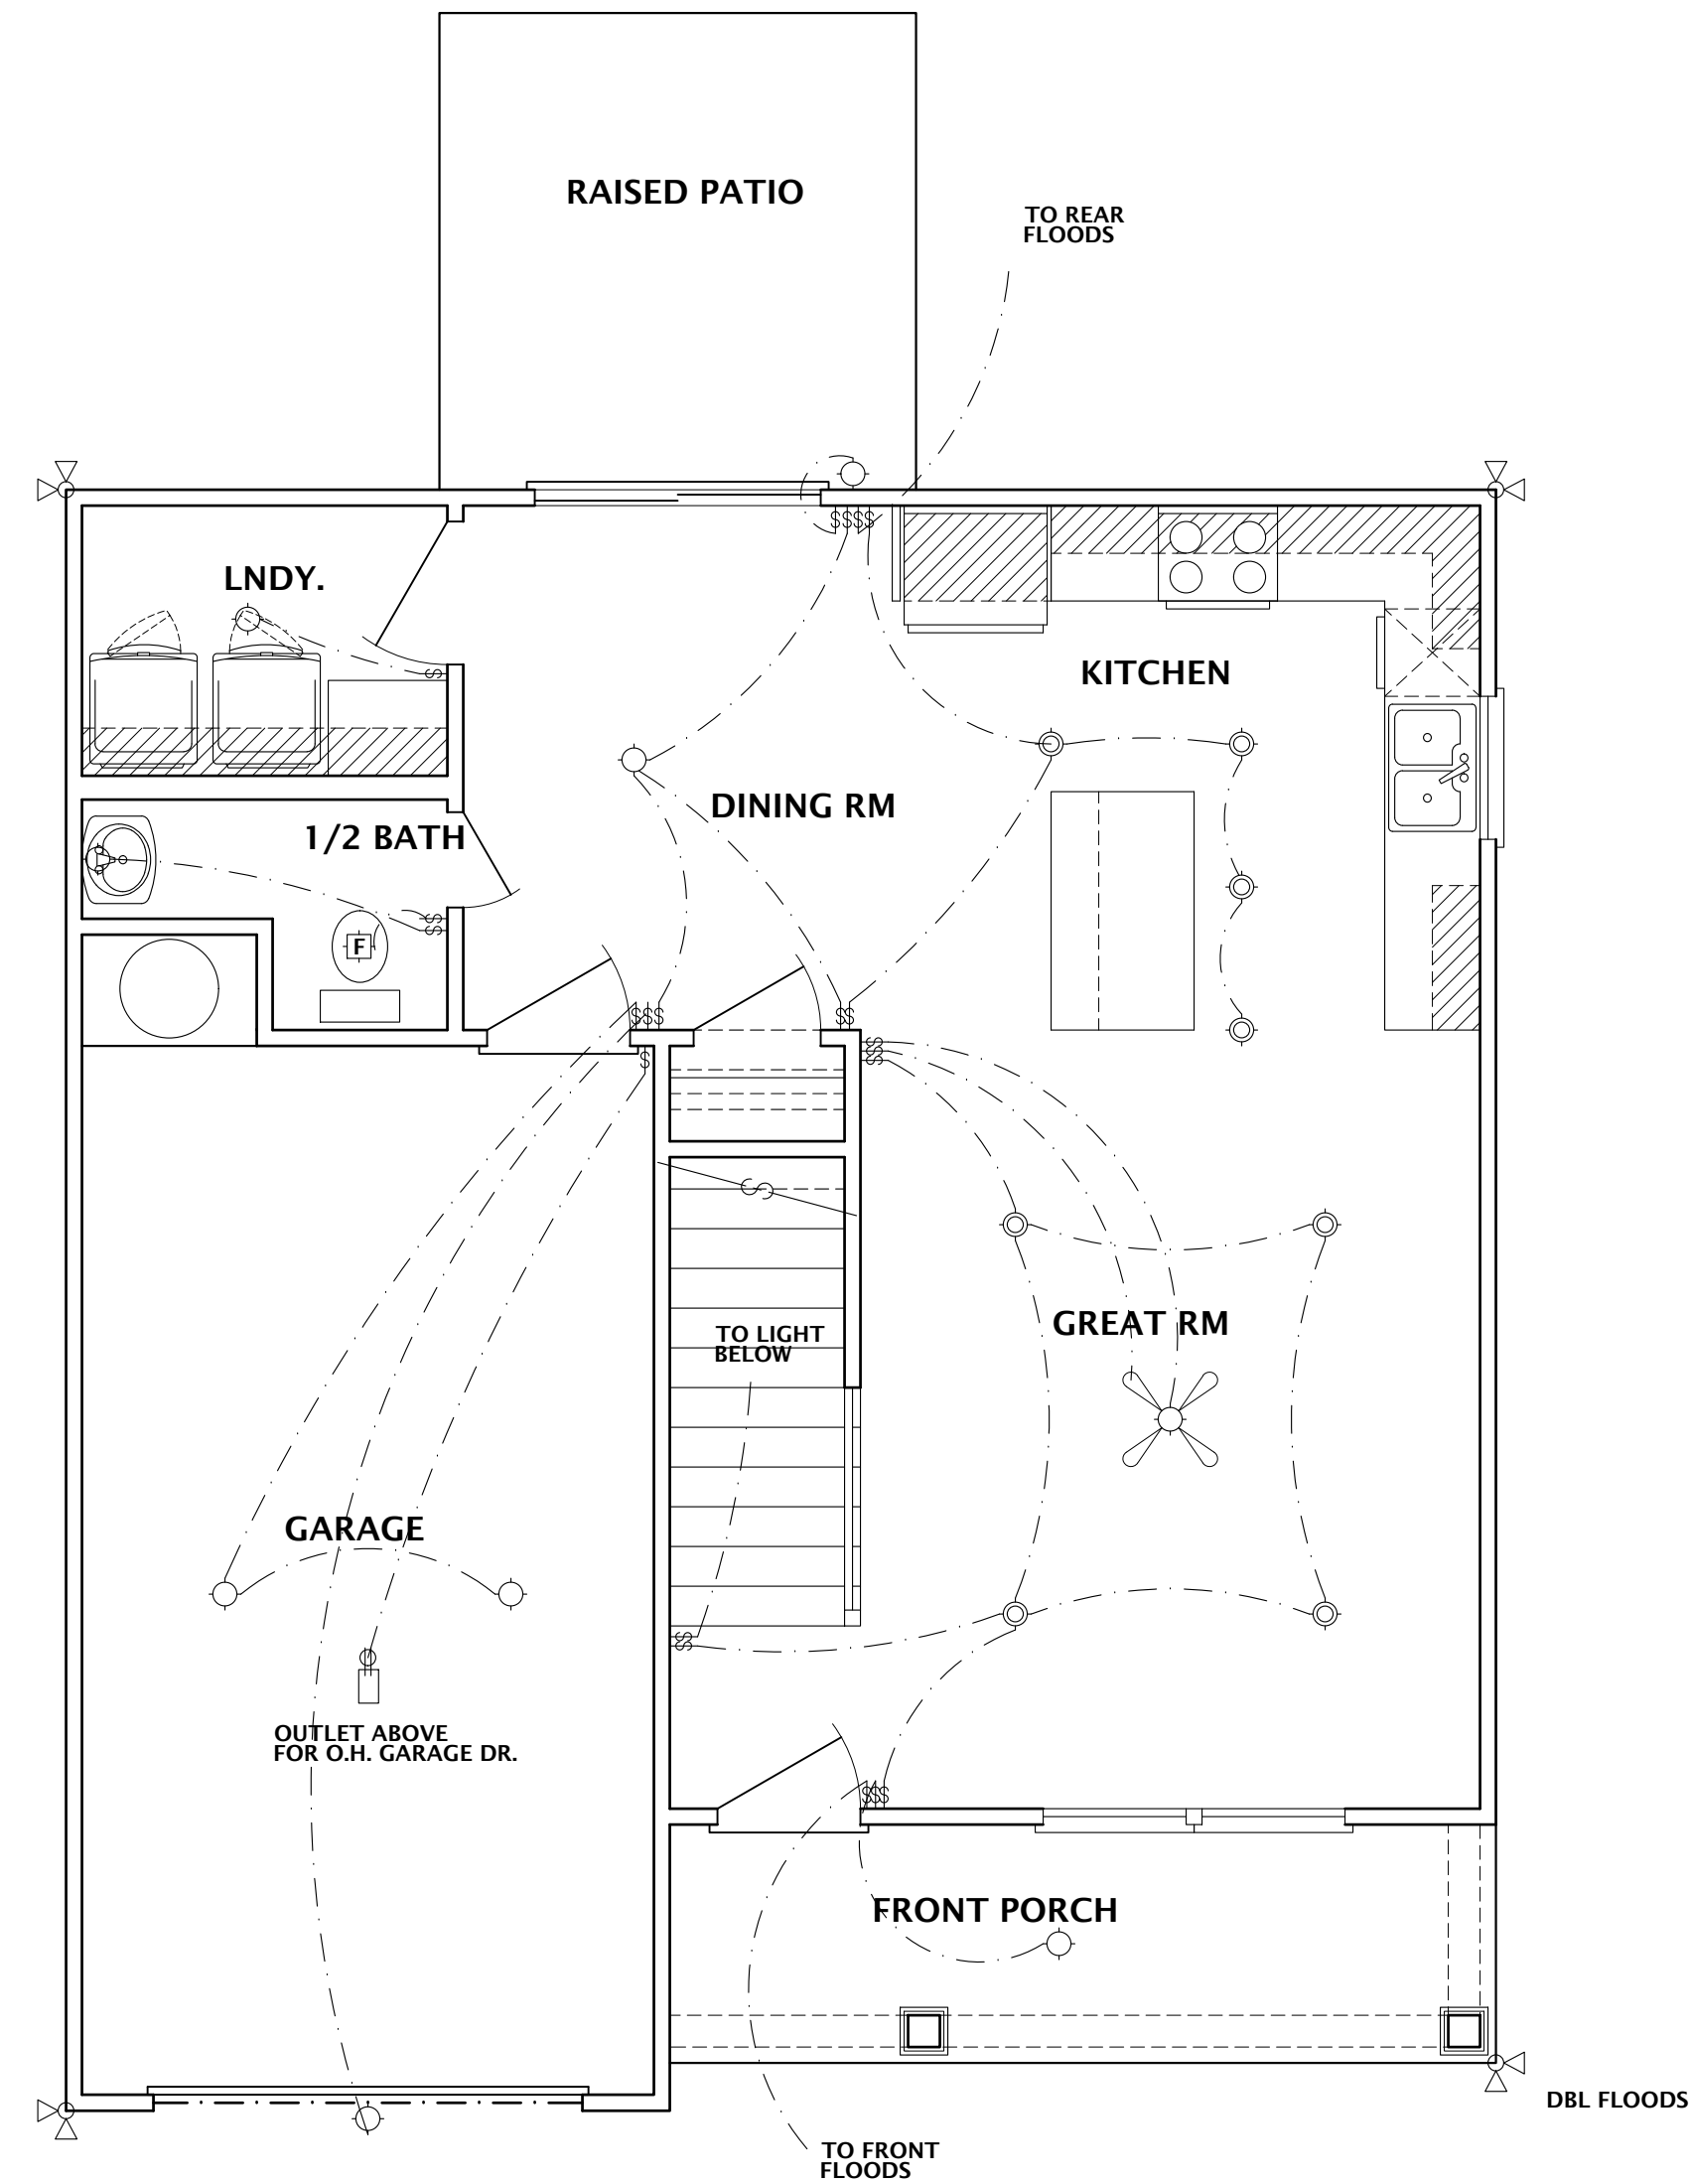 RAISED PATIO
TO REAR
FLOODS
$$$$
LNDY.
KITCHEN
$
DINING RM
1/2 BATH
$$
F
$$$
$$
$
$$$
TO LIGHT
BELOW
GREAT RM
GARAGE
$$
OUTLET ABOVE
FOR O.H. GARAGE DR.
$$$
FRONT PORCH
DBL FLOODS
TO FRONT
FLOODS